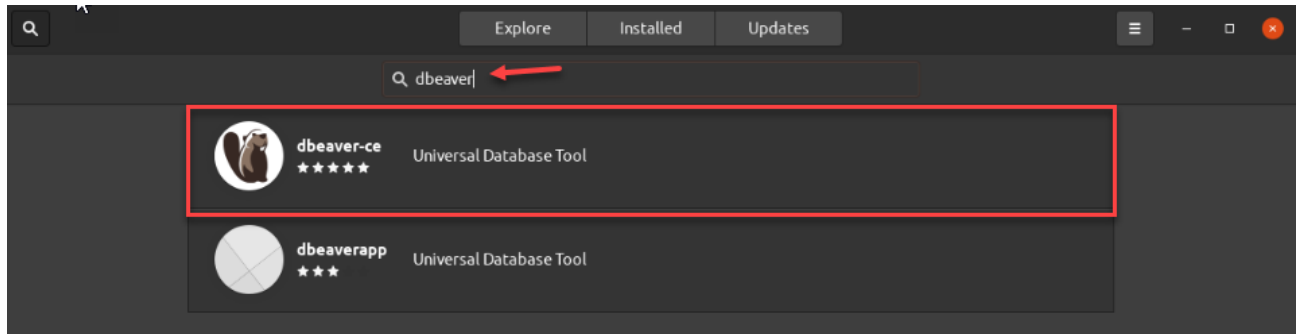 Explore Installed Updates
dbeaver
dbeaver-ce
Universal Database Tool
dbeaverapp
Universal Database Tool